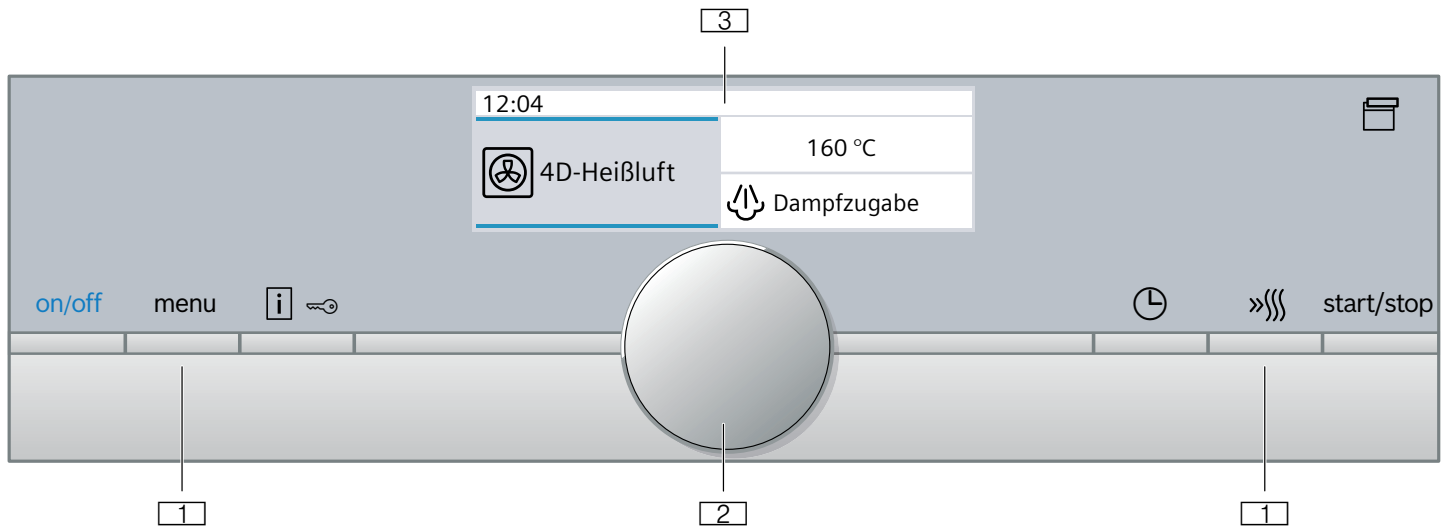 3
12:04
4D-Heißluft
160 °C
Dampfzugabe
on/off menu i start/stop
1 2 1